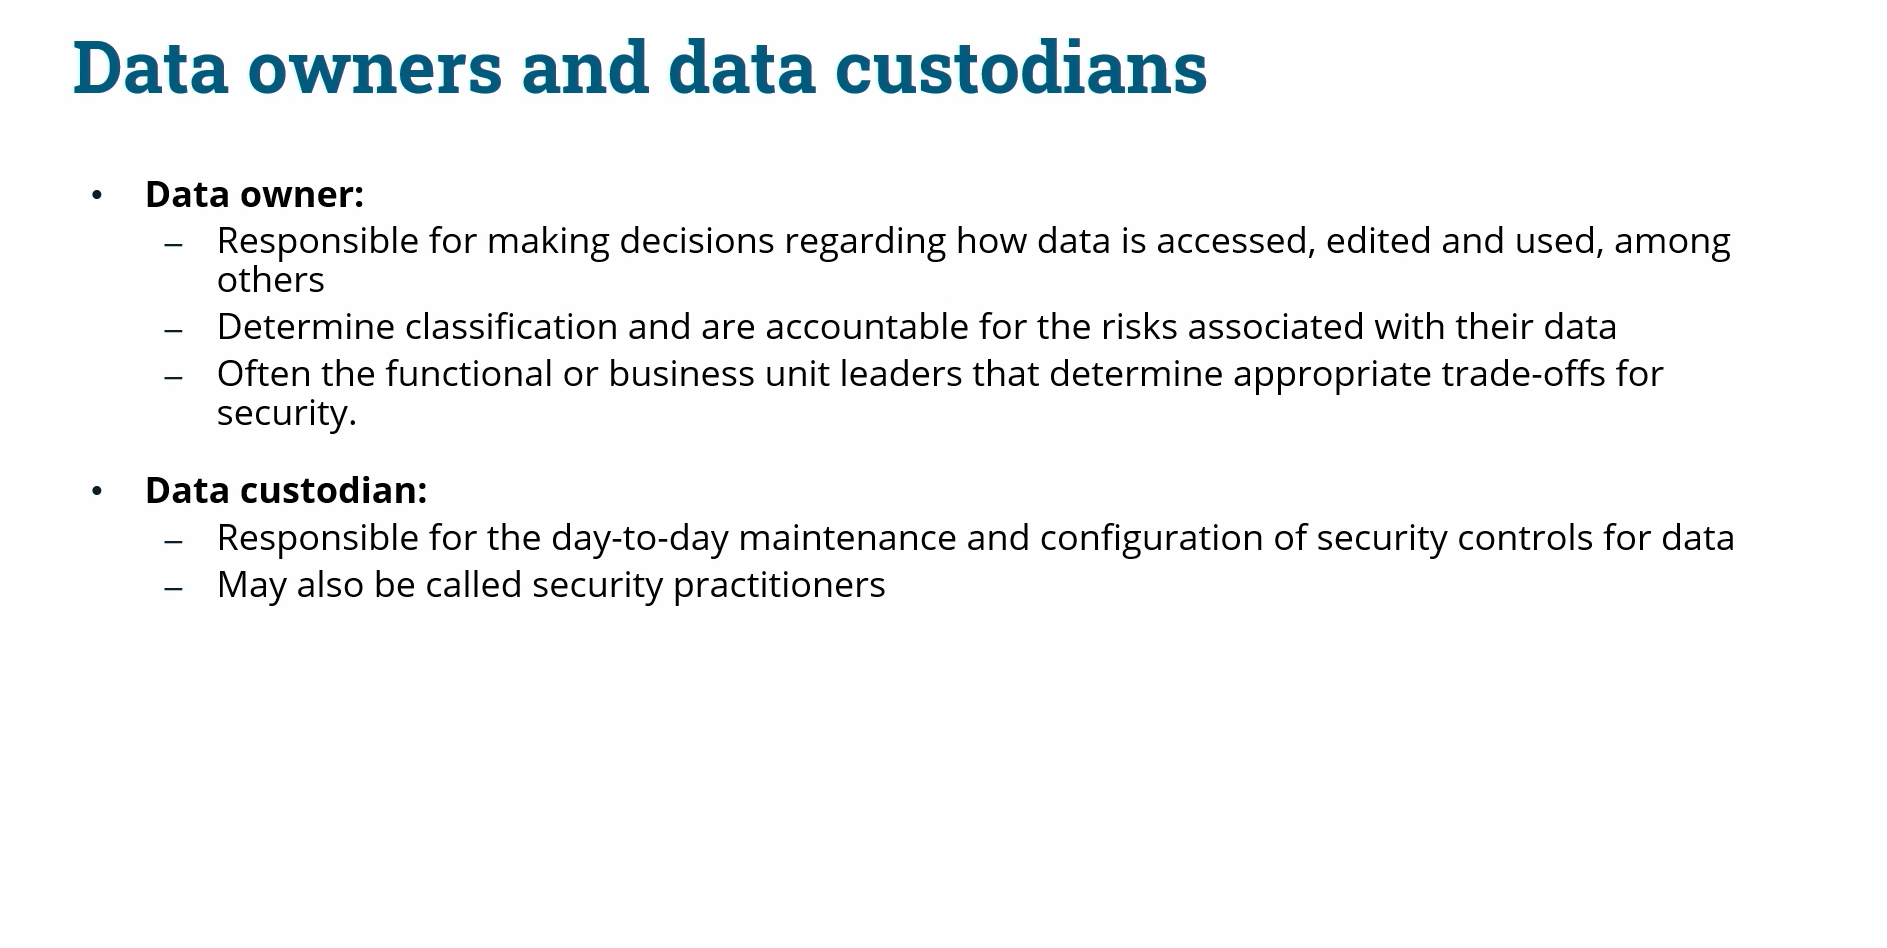 Data owners and data custodians
• Data owner:
– Responsible for making decisions regarding how data is accessed, edited and used, among
others
– Determine classification and are accountable for the risks associated with their data
– Often the functional or business unit leaders that determine appropriate trade-offs for
security.
• Data custodian:
– Responsible for the day-to-day maintenance and configuration of security controls for data
– May also be called security practitioners